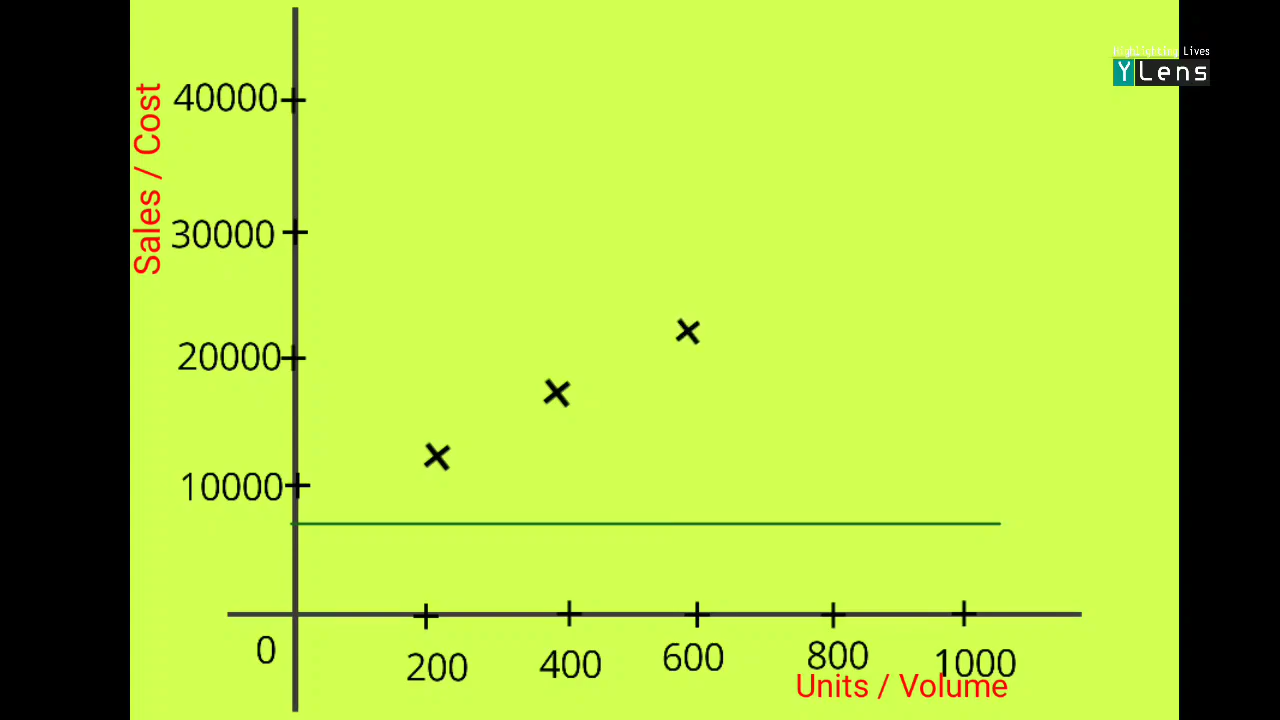 Highlighting Lives
YLens
Sales / Cost
40000
30000
20000
10000
0
200
400
600
800
1000
Units / Volume